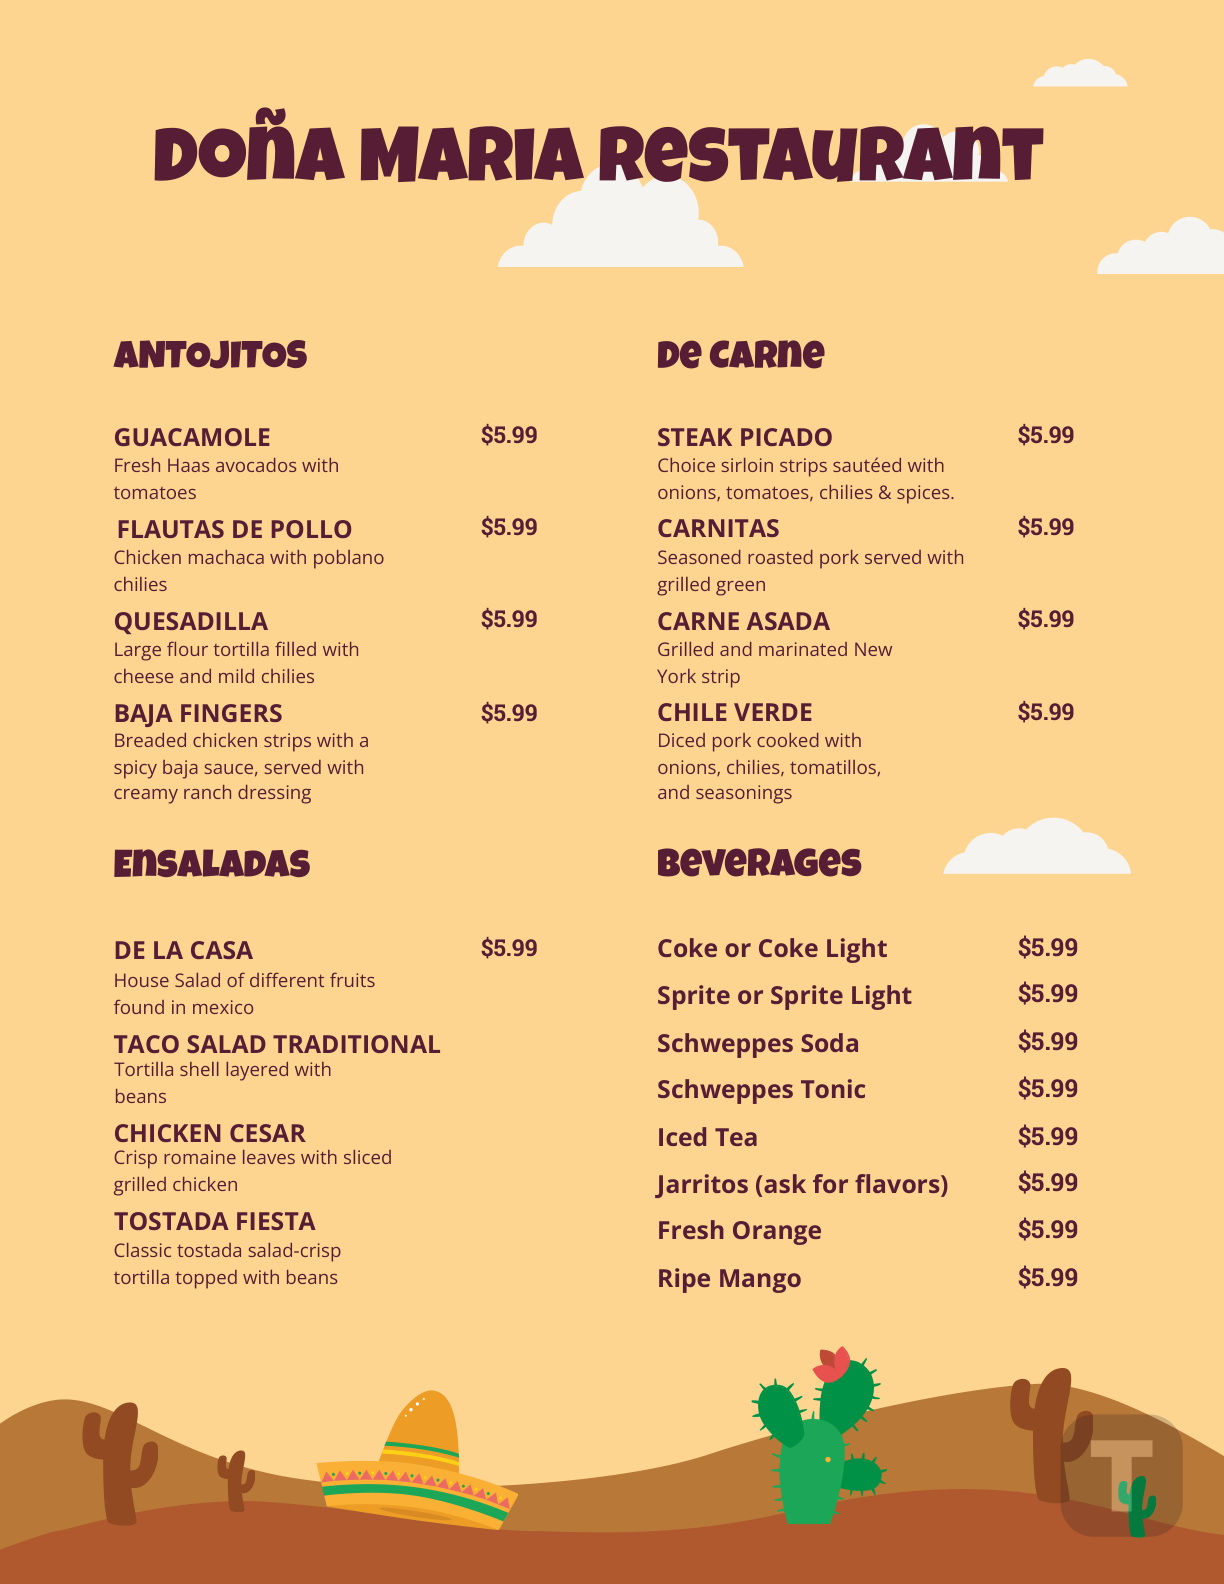 Doña Maria Restaurant
Antojitos
GUACAMOLE $5.99
Fresh Haas avocados with
tomatoes
FLAUTAS DE POLLO $5.99
Chicken machaca with poblano
chilies
QUESADILLA $5.99
Large flour tortilla filled with
cheese and mild chilies
BAJA FINGERS $5.99
Breaded chicken strips with a
spicy baja sauce, served with
creamy ranch dressing
De Carne
STEAK PICADO $5.99
Choice sirloin strips sautéed with
onions, tomatoes, chilies & spices.
CARNITAS $5.99
Seasoned roasted pork served with
grilled green
CARNE ASADA $5.99
Grilled and marinated New
York strip
CHILE VERDE $5.99
Diced pork cooked with
onions, chilies, tomatillos,
and seasonings
Ensaladas
DE LA CASA $5.99
House Salad of different fruits
found in mexico
TACO SALAD TRADITIONAL
Tortilla shell layered with
beans
CHICKEN CESAR
Crisp romaine leaves with sliced
grilled chicken
TOSTADA FIESTA
Classic tostada salad-crisp
tortilla topped with beans
Beverages
Coke or Coke Light $5.99
Sprite or Sprite Light $5.99
Schweppes Soda $5.99
Schweppes Tonic $5.99
Iced Tea $5.99
Jarritos (ask for flavors) $5.99
Fresh Orange $5.99
Ripe Mango $5.99
T